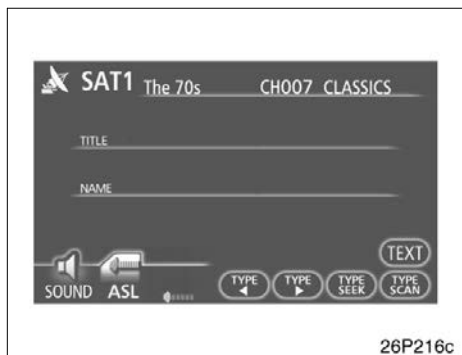 SAT1 The 70s CH007 CLASSICS
TITLE
NAME
TEXT
SOUND ASL TYPE TYPE TYPE SEEK TYPE SCAN
26P216c